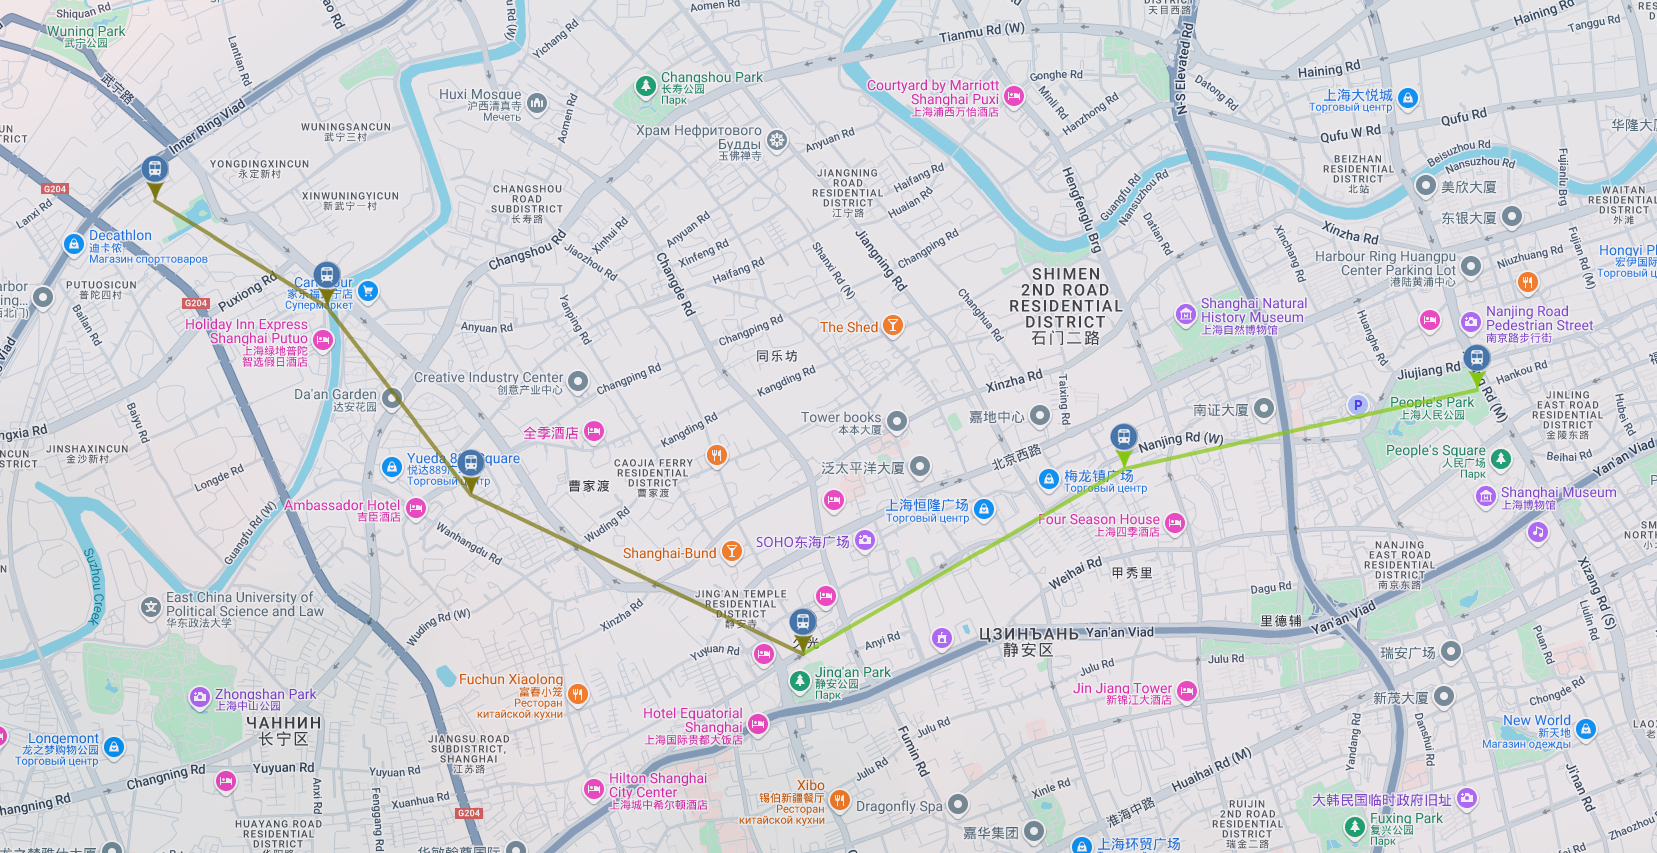 Shiquan Rd
Wuning Park
武宁公园
武宁路
Lantian Rd
Inner Ring Viad
Yichang Rd
Aomen Rd
Tianmu Rd (W)
天目西路
Haining Rd
Tanggu Rd
Haining Rd
Changshou Park
长寿公园
Парк
Huxi Mosque
沪西清真寺
Мечеть
Aomen Rd
Courtyard by Marriott
Shanghai Puxi
上海浦西万怡酒店
Gonghe Rd
Minli Rd
Hanzhong Rd
N-S Elevated Rd
Datong Rd
上海大悦城
Торговый центр
Qufu W Rd
Qufu Rd
华隆大厦
WUNINGSANCUN
武宁三村
Храм Нефритового
Будды
玉佛禅寺
Anyuan Rd
YONGDINGXINCUN
永定新村
XINWUNINGYICUN
新武宁一村
CHANGSHOU
ROAD
SUBDISTRICT
长寿路
JIANGNING
ROAD
RESIDENTIAL
DISTRICT
江宁路
Haifang Rd
Huaian Rd
Hengfenglu Brg
Guangfu Rd
Nansuzhou Rd
BEIZHAN
RESIDENTIAL
DISTRICT
北站
Beisuzhou Rd
Nansuzhou Rd
Fujianlu Brg
美欣大厦
东银大厦
WAITAN
RESIDENTIAL
DISTRICT
外滩
G204
Lanxi Rd
Decathlon
迪卡侬
Магазин спорттоваров
Xinhui Rd
Jiaozhou Rd
Changshou Rd
Anyuan Rd
Xinfeng Rd
Haifang Rd
Changde Rd
Shanxi Rd (N)
Jiangning Rd
Changping Rd
Datian Rd
Xinchang Rd
Xinzha Rd
Harbour Ring Huangpu
Center Parking Lot
港陆黄浦中心
Niuzhuang Rd
Fujian Rd (M)
PUTUOSICUN
普陀四村
Puxiong Rd
G204
家乐福
Супермаркет
Bailan Rd
Holiday Inn Express
Shanghai Putuo
上海绿地普陀
智选假日酒店
Anyuan Rd
Changping Rd
The Shed
Changhua Rd
SHIMEN
2ND ROAD
RESIDENTIAL
DISTRICT
石门二路
Shanghai Natural
History Museum
上海自然博物馆
Huanghe Rd
Nanjing Road
Pedestrian Street
南京路步行街
同乐坊
Kangding Rd
Creative Industry Center
创意产业中心
Changping Rd
Da'an Garden
达安花园
Xinzha Rd
Taixing Rd
Jiujiang Rd
Hankou Rd
Baiyu Rd
JINSHAXINCUN
金沙新村
全季酒店
Kangding Rd
Tower books
本本大厦
嘉地中心
南证大厦
P
People's Park
上海人民公园
JINLING
EAST ROAD
RESIDENTIAL
DISTRICT
金陵东路
Longde Rd
Торговый центр
CAOJIA FERRY
RESIDENTIAL
DISTRICT
曹家渡
曹家渡
泛太平洋大厦
北京西路
Nanjing Rd (W)
梅龙镇广场
Торговый центр
People's Square
人民广场
Парк
Beihai Rd
Yan'an Viad
Ambassador Hotel
吉臣酒店
Guangfu Rd (W)
Wanhangdu Rd
Wuding Rd
上海恒隆广场
Торговый центр
Four Season House
上海四季酒店
Shanghai Museum
上海博物馆
Suzhou Creek
Shanghai-Bund
SOHO东海广场
Weihai Rd
甲秀里
NANJING
EAST ROAD
RESIDENTIAL
DISTRICT
南京东路
Xizang Rd (S)
East China University of
Political Science and Law
华东政法大学
Wuding Rd (W)
Xinzha Rd
JING'AN TEMPLE
RESIDENTIAL
DISTRICT
静安寺
Dagu Rd
里德辅
Yan'an Viad
Liulin Rd
Yuyuan Rd
Anyi Rd
ЦЗИНЪАНЬ
静安区
Yan'an Viad
瑞安广场
Puan Rd
Jing'an Park
静安公园
Парк
Fuchun Xiaolong
富春小笼
Ресторан
китайской кухни
Julu Rd
Julu Rd
Jin Jiang Tower
新锦江大酒店
新茂大厦
Chongde Rd
Zhongshan Park
上海中山公园
ЧАННИН
长宁区
Hotel Equatorial
Shanghai
上海国际贵都大饭店
Julu Rd
Fumin Rd
Yandang Rd
Danshui Rd
New World
新天地
Магазин одежды
Longemont
龙之梦购物公园
Торговый центр
JIANGSU ROAD
SUBDISTRICT,
SHANGHAI
江苏路
Changning Rd
Yuyuan Rd
Yuyuan Rd
Anxi Rd
Fengyang Rd
Xuanhua Rd
Hilton Shanghai
City Center
上海城中希尔顿酒店
Xibo
锡伯新疆餐厅
Ресторан
китайской кухни
Julu Rd
Dragonfly Spa
Xinle Rd
Huaihai Rd (M)
淮海中路
Ji'nan Rd
G204
HUAYANG ROAD
RESIDENTIAL
DISTRICT
嘉华集团
RUIJIN
2ND ROAD
RESIDENTIAL
DISTRICT
瑞金二路
大韩民国临时政府旧址
Fuxing Park
复兴公园
Парк
Zhaozhou Rd
上海环贸广场